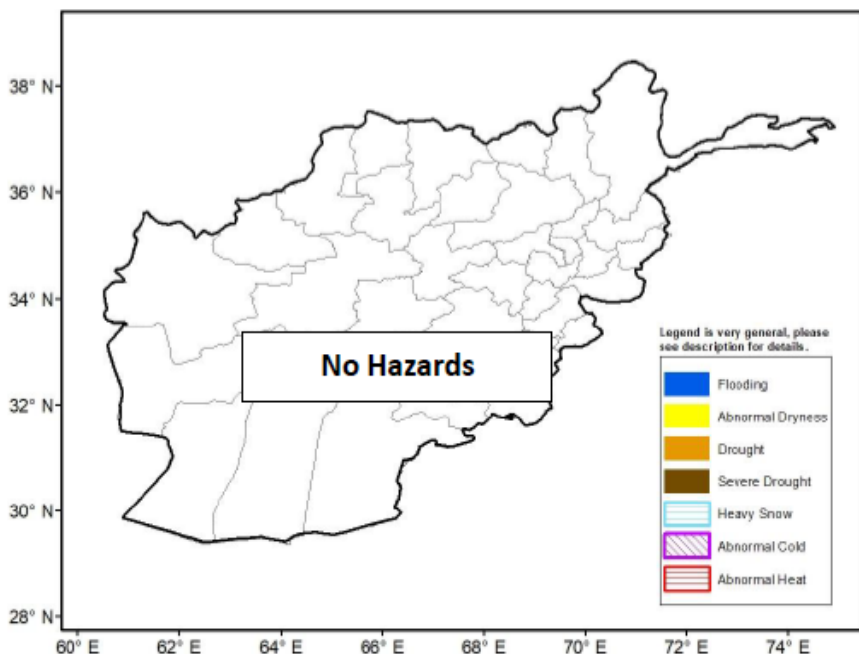 38° N
36° N
34° N
32° N
30° N
28° N
No Hazards
Legend is very general, please
see description for details.
Flooding
Abnormal Dryness
Drought
Severe Drought
Heavy Snow
Abnormal Cold
Abnormal Heat
60° E
62° E
64° E
66° E
68° E
70° E
72° E
74° E